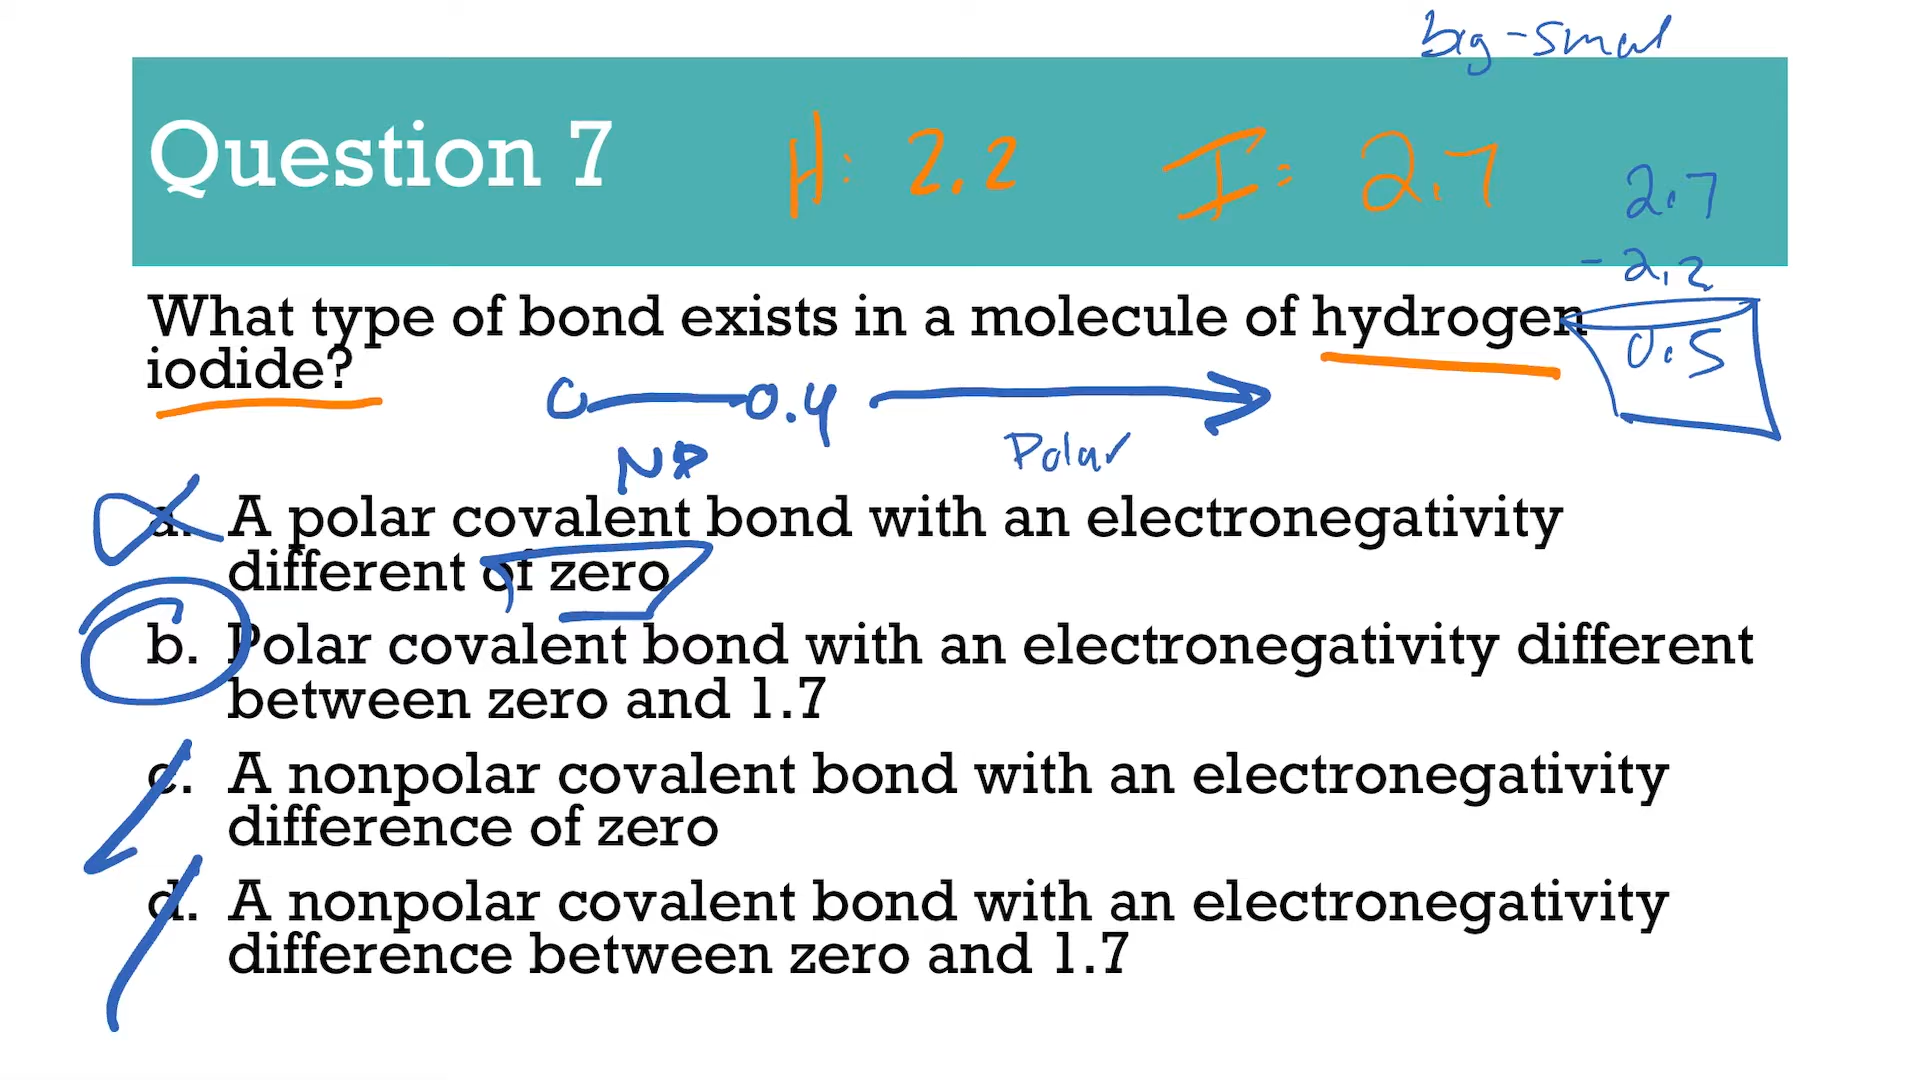 big - small
Question 7 H: 2.2 I: 2.7
2.7
- 2.2
0.5
What type of bond exists in a molecule of hydrogen
iodide?
0 0.4
NP Polar
a. A polar covalent bond with an electronegativity
different of zero
b. Polar covalent bond with an electronegativity different
between zero and 1.7
c. A nonpolar covalent bond with an electronegativity
difference of zero
d. A nonpolar covalent bond with an electronegativity
difference between zero and 1.7